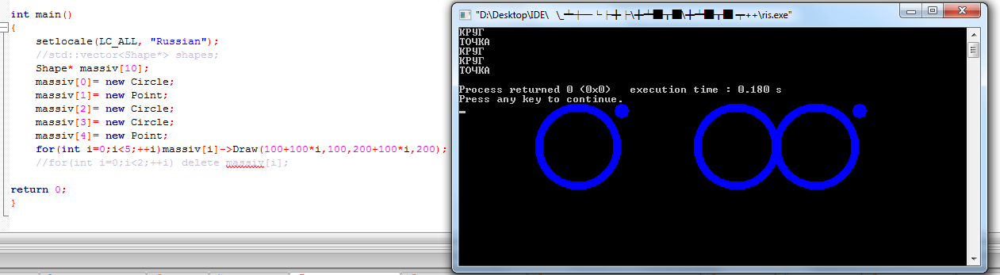 int main()
{
setlocale(LC_ALL, "Russian");
//std::vector<Shape*> shapes;
Shape* massiv[10];
massiv[0]= new Circle;
massiv[1]= new Point;
massiv[2]= new Circle;
massiv[3]= new Circle;
massiv[4]= new Point;
for(int i=0;i<5;++i)massiv[i]->Draw(100+100*i,100,200+100*i,200);
//for(int i=0;i<2;++i) delete massiv[i];
return 0;
}
"D:\Desktop\IDE\ ++\ris.exe"
КРУГ
ТОЧКА
КРУГ
КРУГ
ТОЧКА
Process returned 0 (0x0) execution time : 0.180 s
Press any key to continue.